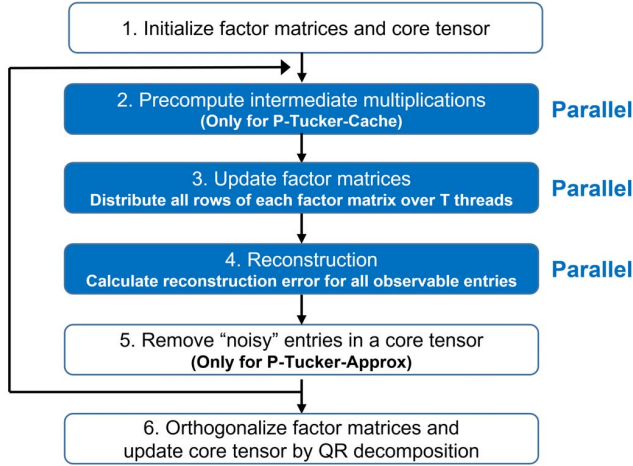 1. Initialize factor matrices and core tensor
2. Precompute intermediate multiplications
(Only for P-Tucker-Cache)
Parallel
3. Update factor matrices
Distribute all rows of each factor matrix over T threads
Parallel
4. Reconstruction
Calculate reconstruction error for all observable entries
Parallel
5. Remove “noisy” entries in a core tensor
(Only for P-Tucker-Approx)
6. Orthogonalize factor matrices and
update core tensor by QR decomposition